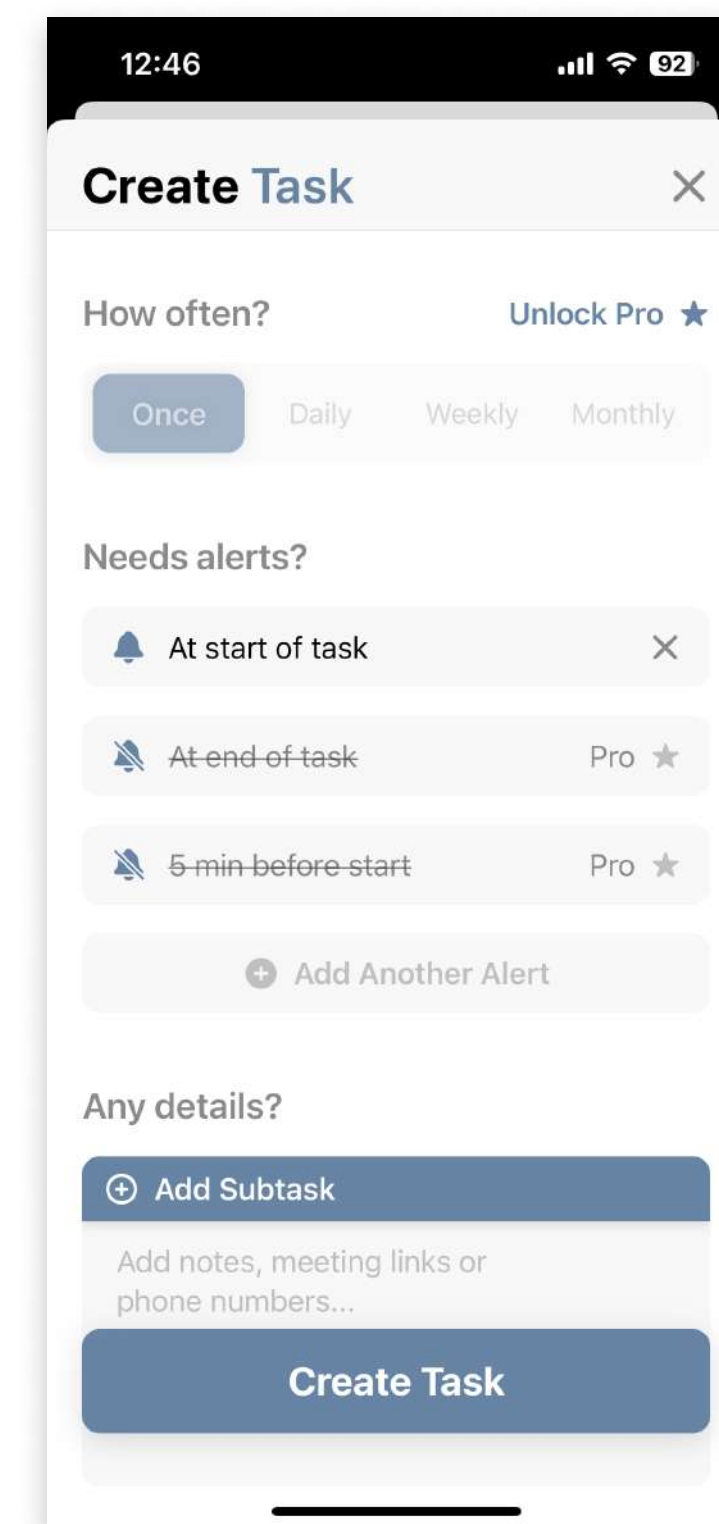 12:46
92
Create Task
How often?
Unlock Pro
Once
Daily
Weekly
Monthly
Needs alerts?
At start of task
At end of task
Pro
5 min before start
Pro
Add Another Alert
Any details?
Add Subtask
Add notes, meeting links or
phone numbers...
Create Task